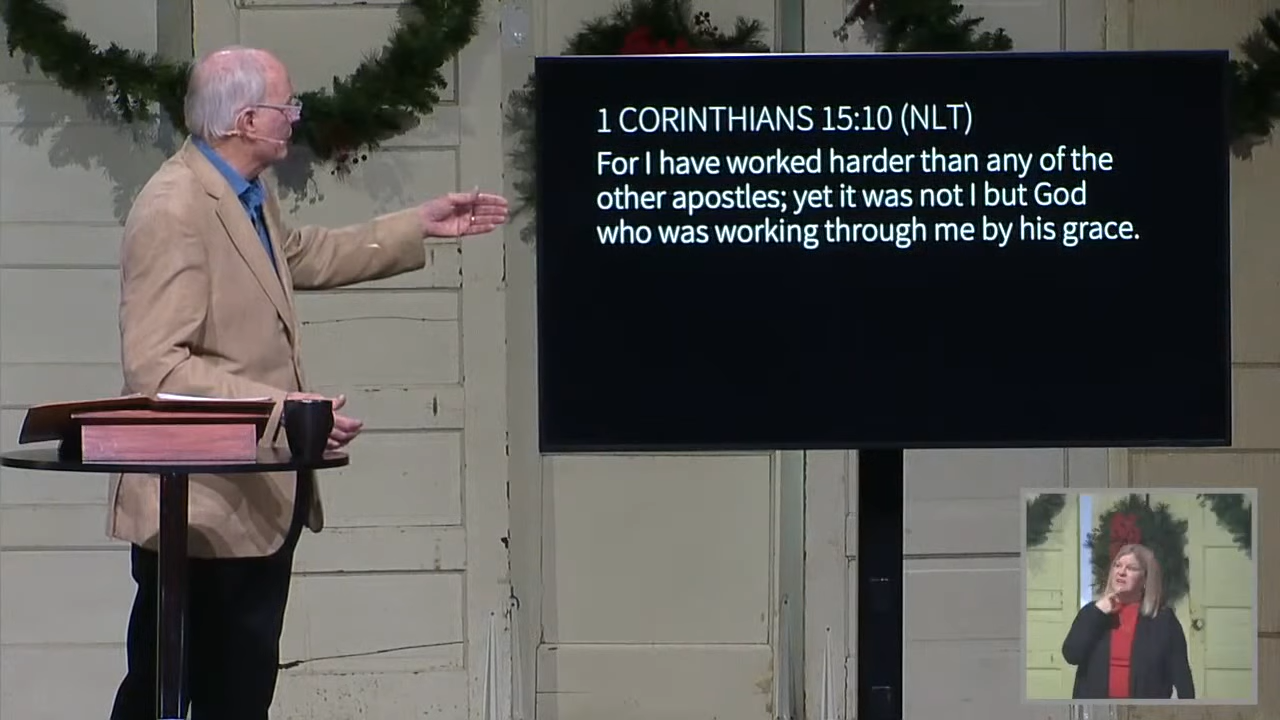 1 CORINTHIANS 15:10 (NLT)
For I have worked harder than any of the
other apostles; yet it was not I but God
who was working through me by his grace.